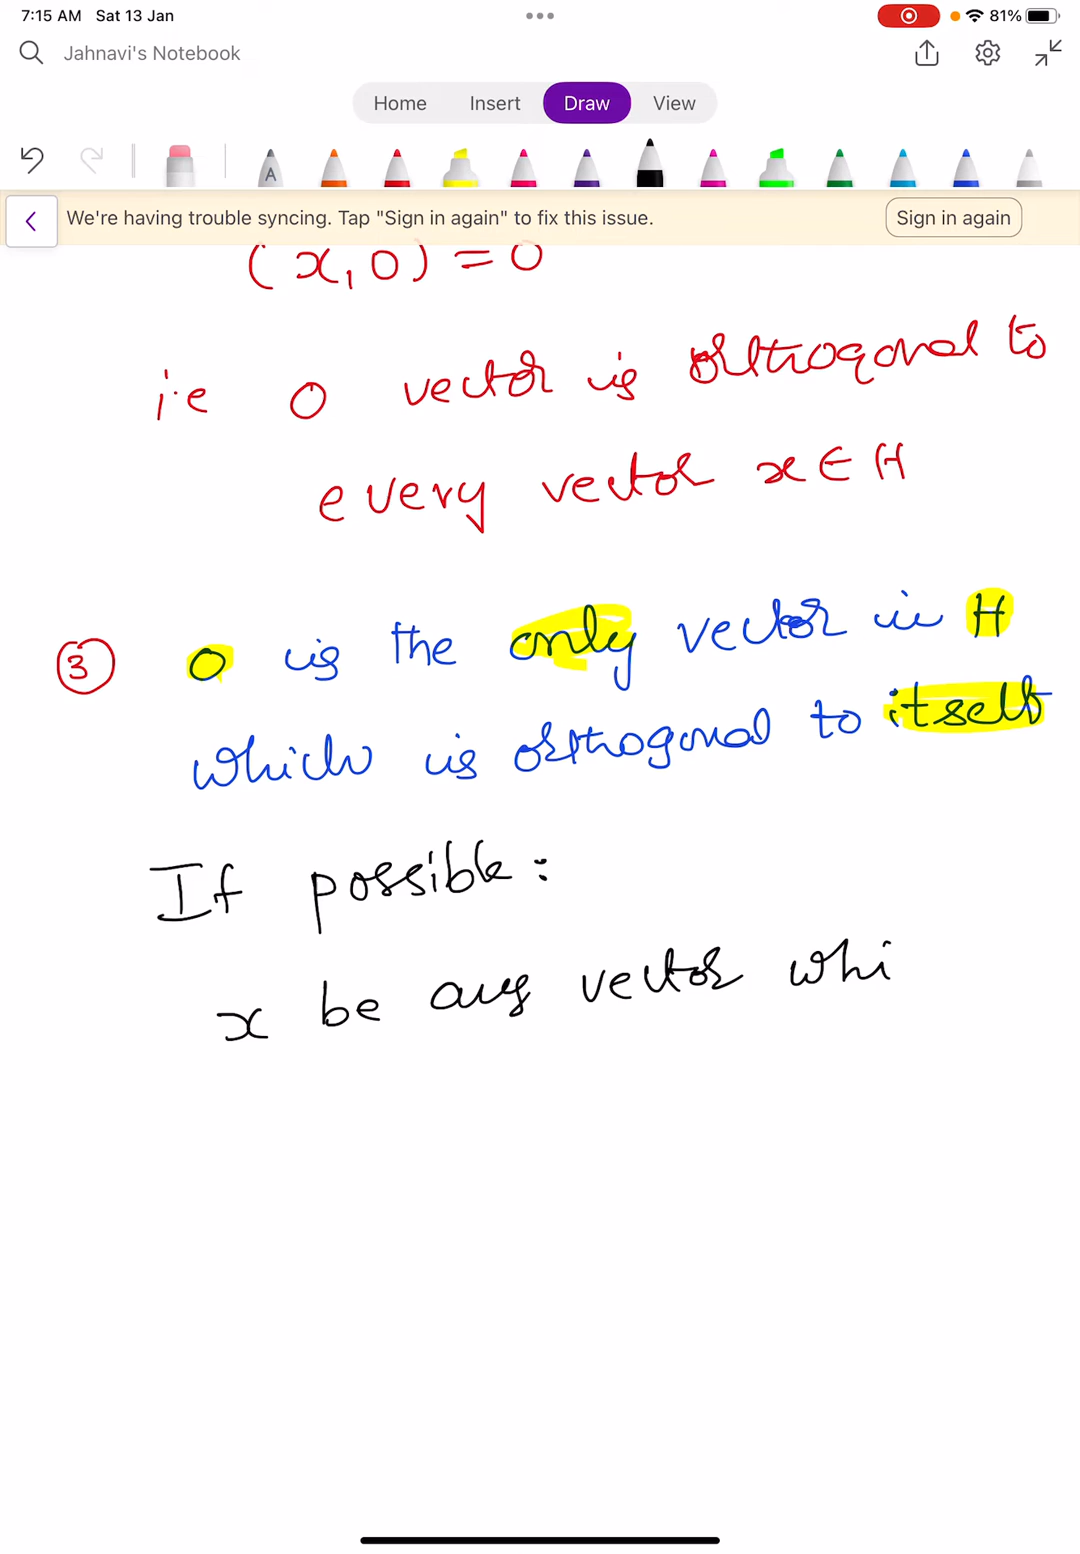 7:15 AM Sat 13 Jan
81%
Jahnavi's Notebook
Home Insert Draw View
A
We're having trouble syncing. Tap "Sign in again" to fix this issue.
Sign in again
(x, 0) = 0
i.e 0 vector is orthogonal to
every vector x ∈ H
③ 0 is the only vector in H
which is orthogonal to itself
If possible:
x be any vector whi